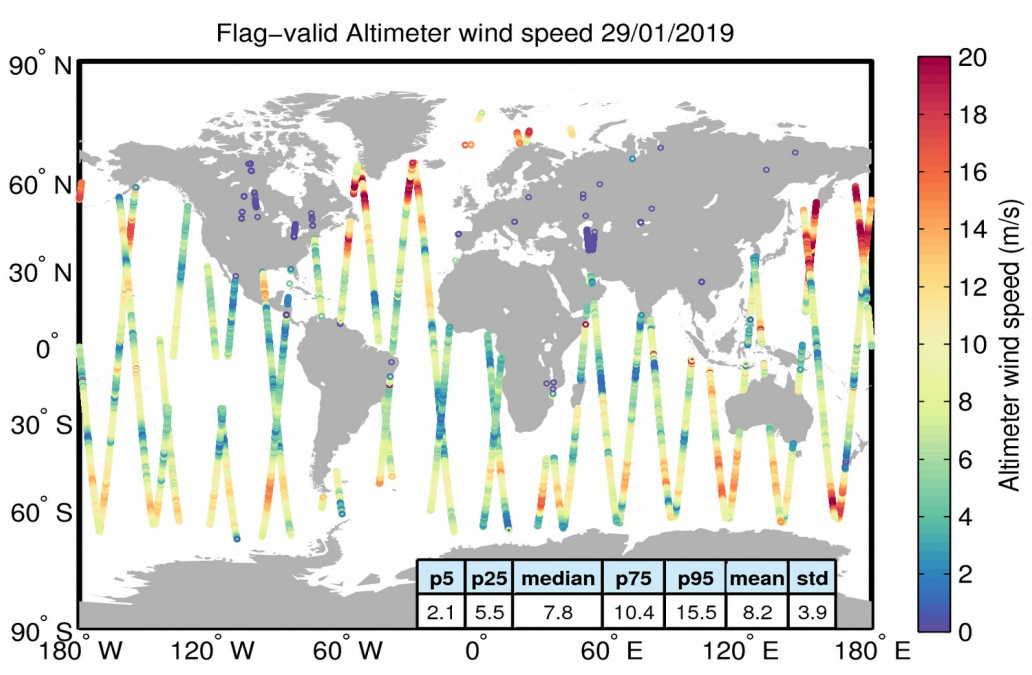 Flag−valid Altimeter wind speed 29/01/2019
90° N
60° N
30° N
0°
30° S
60° S
90° S
180° W
120° W
60° W
0°
60° E
120° E
180° E
p5 p25 median p75 p95 mean std
2.1 5.5 7.8 10.4 15.5 8.2 3.9
20
18
16
14
12
10
8
6
4
2
0
Altimeter wind speed (m/s)